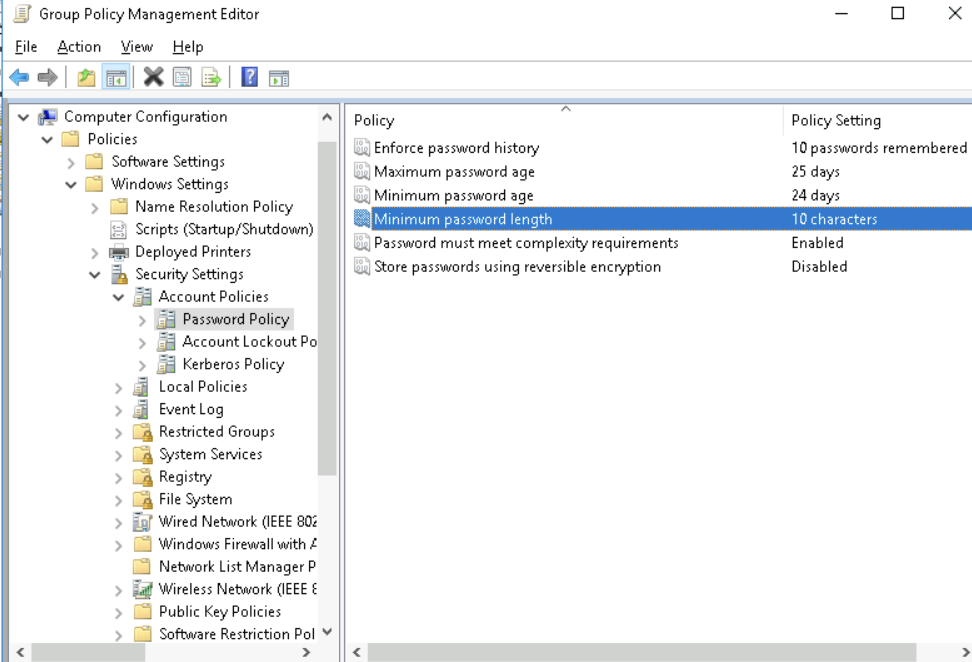 Group Policy Management Editor
File Action View Help
Computer Configuration
Policies
Software Settings
Windows Settings
Name Resolution Policy
Scripts (Startup/Shutdown)
Deployed Printers
Security Settings
Account Policies
Password Policy
Account Lockout Po
Kerberos Policy
Local Policies
Event Log
Restricted Groups
System Services
Registry
File System
Wired Network (IEEE 802
Windows Firewall with A
Network List Manager P
Wireless Network (IEEE 8
Public Key Policies
Software Restriction Pol
Policy Policy Setting
Enforce password history 10 passwords remembered
Maximum password age 25 days
Minimum password age 24 days
Minimum password length 10 characters
Password must meet complexity requirements Enabled
Store passwords using reversible encryption Disabled